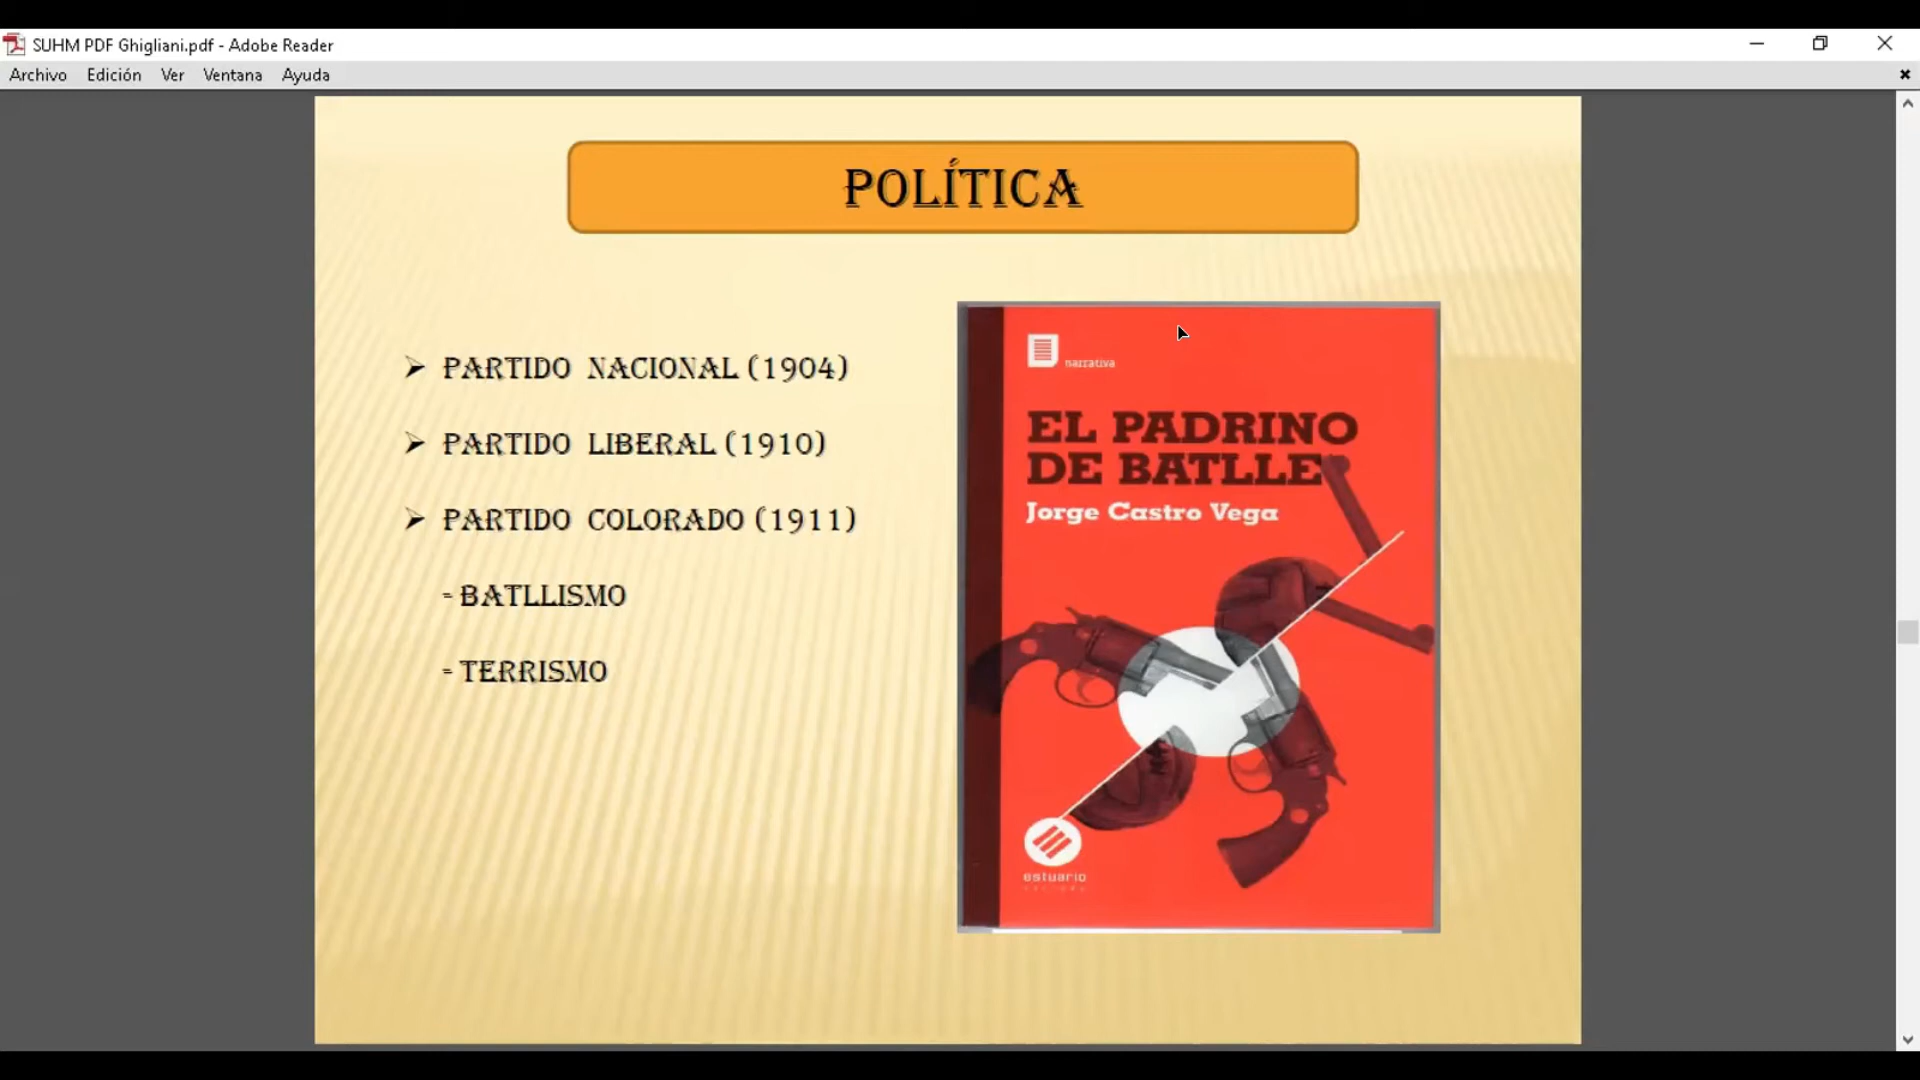 SUHM PDF Ghigliani.pdf - Adobe Reader
Archivo Edición Ver Ventana Ayuda
POLÍTICA
PARTIDO NACIONAL (1904)
PARTIDO LIBERAL (1910)
PARTIDO COLORADO (1911)
- BATLLISMO
- TERRISMO
narrativa
EL PADRINO
DE BATLLE
Jorge Castro Vega
estuario